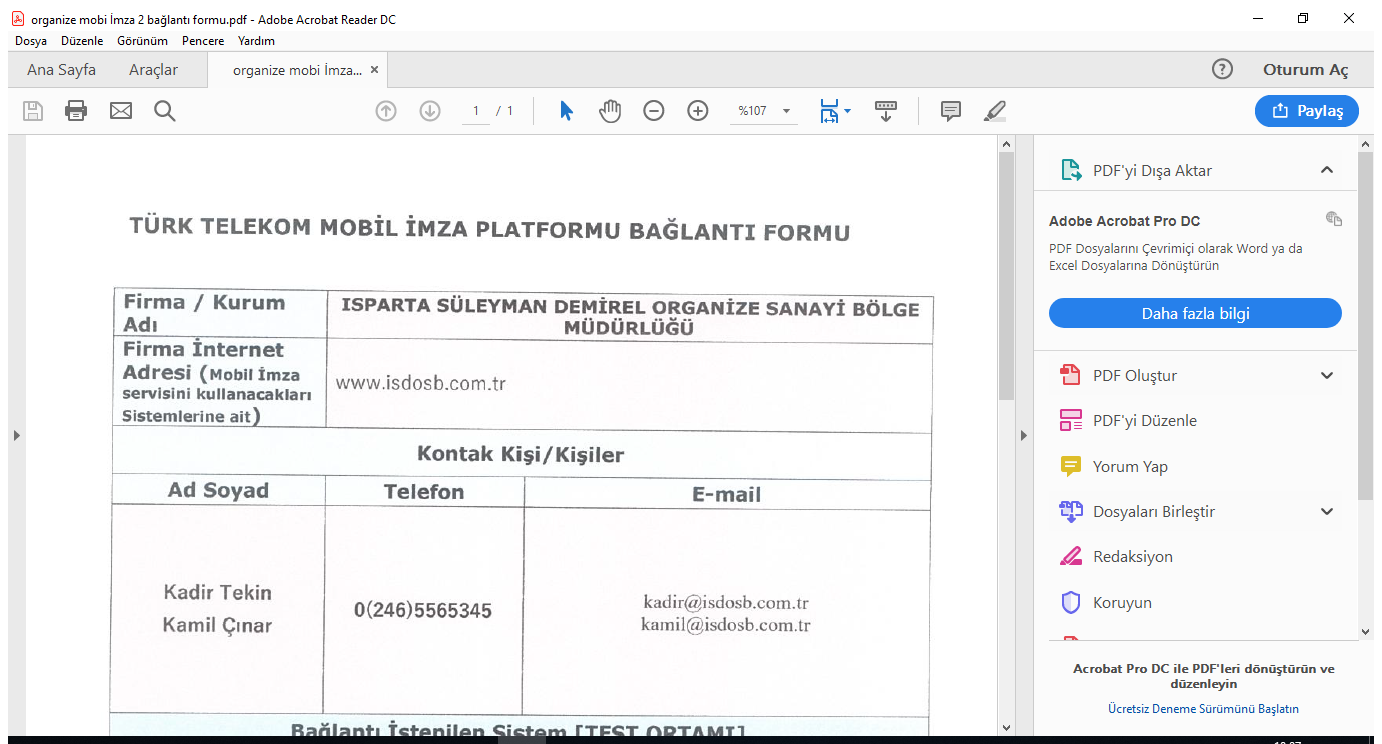 organize mobi İmza 2 bağlantı formu.pdf - Adobe Acrobat Reader DC
Dosya Düzenle Görünüm Pencere Yardım
Ana Sayfa Araçlar organize mobi İmza... × Oturum Aç
1 / 1 %107 Paylaş
TÜRK TELEKOM MOBİL İMZA PLATFORMU BAĞLANTI FORMU
Firma / Kurum
Adı
ISPARTA SÜLEYMAN DEMİREL ORGANİZE SANAYİ BÖLGE
MÜDÜRLÜĞÜ
Firma İnternet
Adresi (Mobil İmza
servisini kullanacakları
Sistemlerine ait)
www.isdosb.com.tr
Kontak Kişi/Kişiler
Ad Soyad Telefon E-mail
Kadir Tekin
Kamil Çınar
0(246)5565345
kadir@isdosb.com.tr
kamil@isdosb.com.tr
Bağlantı İstenilen Sistem [TEST ORTAMI]
PDF'yi Dışa Aktar
Adobe Acrobat Pro DC
PDF Dosyalarını Çevrimiçi olarak Word ya da
Excel Dosyalarına Dönüştürün
Daha fazla bilgi
PDF Oluştur
PDF'yi Düzenle
Yorum Yap
Dosyaları Birleştir
Redaksiyon
Koruyun
Acrobat Pro DC ile PDF'leri dönüştürün ve
düzenleyin
Ücretsiz Deneme Sürümünü Başlatın